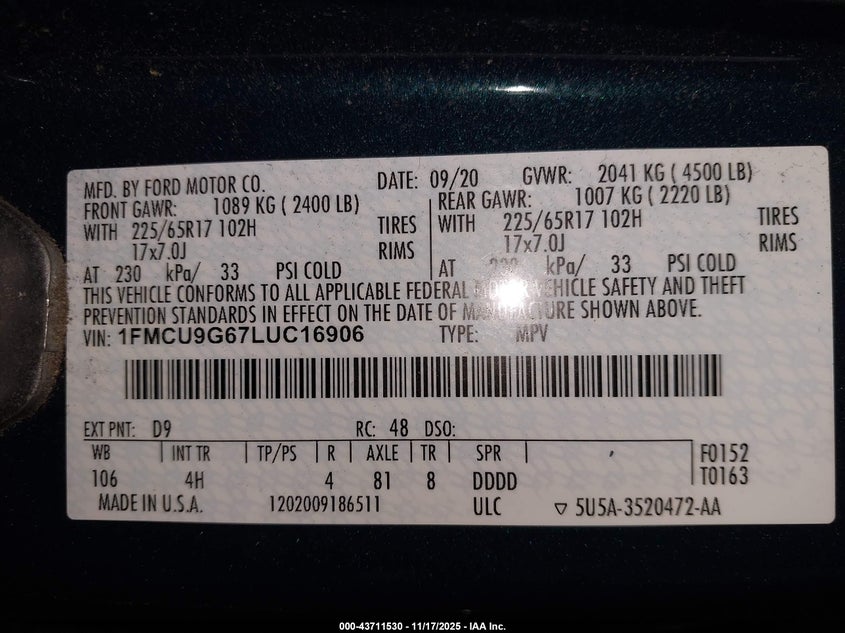 MFD. BY FORD MOTOR CO. DATE: 09/20 GVWR: 2041 KG ( 4500 LB)
FRONT GAWR: 1089 KG ( 2400 LB) REAR GAWR: 1007 KG ( 2220 LB)
WITH 225/65R17 102H TIRES WITH 225/65R17 102H TIRES
17x7.0J RIMS 17x7.0J RIMS
AT 230 kPa/ 33 PSI COLD AT kPa/ 33 PSI COLD
THIS VEHICLE CONFORMS TO ALL APPLICABLE FEDERAL VEHICLE SAFETY AND THEFT
PREVENTION STANDARDS IN EFFECT ON THE DATE OF MANUFACTURE SHOWN ABOVE.
VIN: 1FMCU9G67LUC16906 TYPE: MPV
EXT PNT: D9 RC: 48 DSO:
WB INT TR TP/PS R AXLE TR SPR F0152
106 4H 4 81 8 DDDD T0163
MADE IN U.S.A. 1202009186511 ULC ▽ 5U5A-3520472-AA
000-43711530 - 11/17/2025 - IAA Inc.